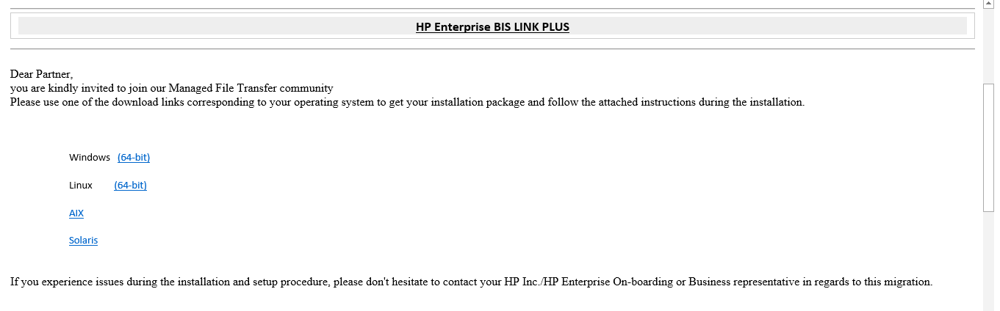 HP Enterprise BIS LINK PLUS
Dear Partner,
you are kindly invited to join our Managed File Transfer community
Please use one of the download links corresponding to your operating system to get your installation package and follow the attached instructions during the installation.
Windows (64-bit)
Linux (64-bit)
AIX
Solaris
If you experience issues during the installation and setup procedure, please don't hesitate to contact your HP Inc./HP Enterprise On-boarding or Business representative in regards to this migration.